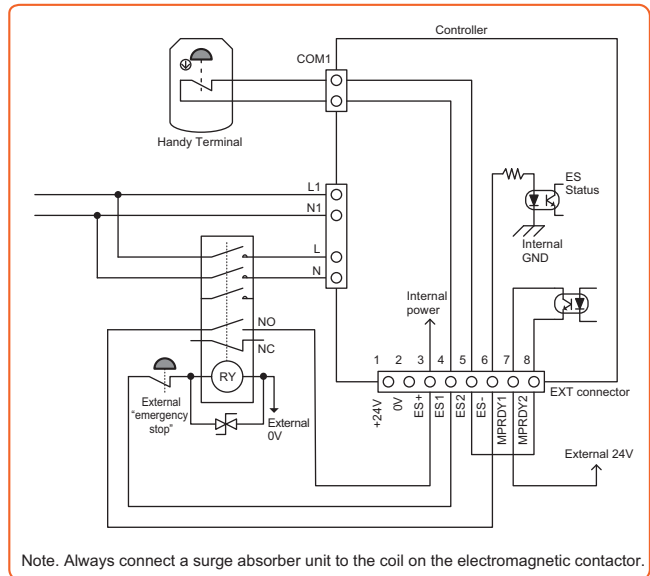 Controller
COM1
Handy Terminal
L1
N1
ES
Status
L
Internal
GND
N
Internal
power
NO
NC
1 2 3 4 5 6 7 8
RY
EXT connector
External
"emergency
stop"
External
0V
+24V
0V
ES+
ES1
ES2
ES-
MPRDY1
MPRDY2
External 24V
Note. Always connect a surge absorber unit to the coil on the electromagnetic contactor.